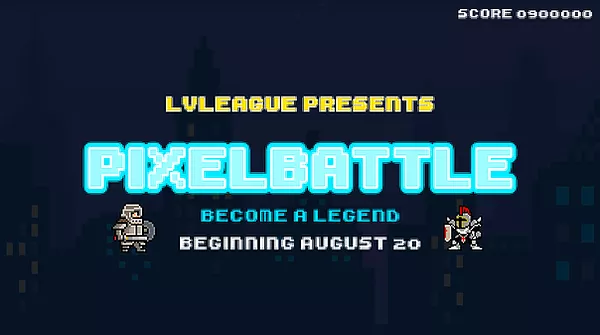 SCORE 0900000
LVLEAGUE PRESENTS
PIXELBATTLE
BECOME A LEGEND
BEGINNING AUGUST 20